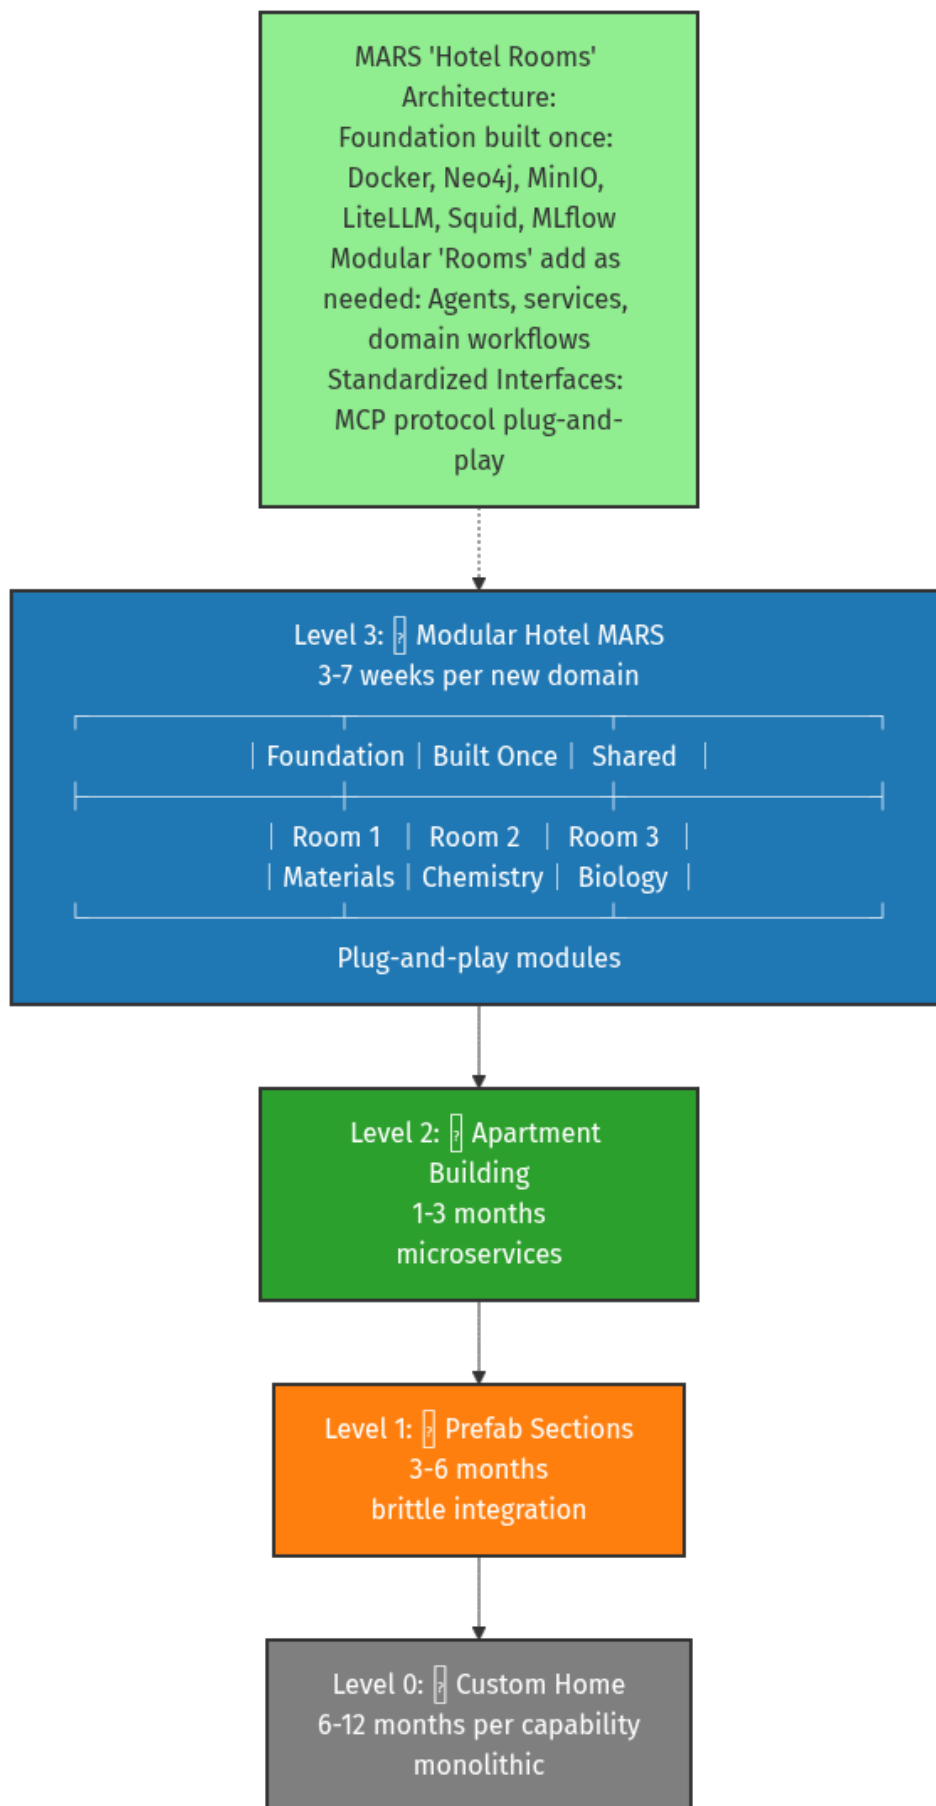 MARS 'Hotel Rooms'
Architecture:
Foundation built once:
Docker, Neo4j, MinIO,
LiteLLM, Squid, MLflow
Modular 'Rooms' add as
needed: Agents, services,
domain workflows
Standardized Interfaces:
MCP protocol plug-and-
play
Level 3: Modular Hotel MARS
3-7 weeks per new domain
| Foundation | Built Once | Shared |
| Room 1 | Room 2 | Room 3 |
| Materials | Chemistry | Biology |
Plug-and-play modules
Level 2: Apartment
Building
1-3 months
microservices
Level 1: Prefab Sections
3-6 months
brittle integration
Level 0: Custom Home
6-12 months per capability
monolithic